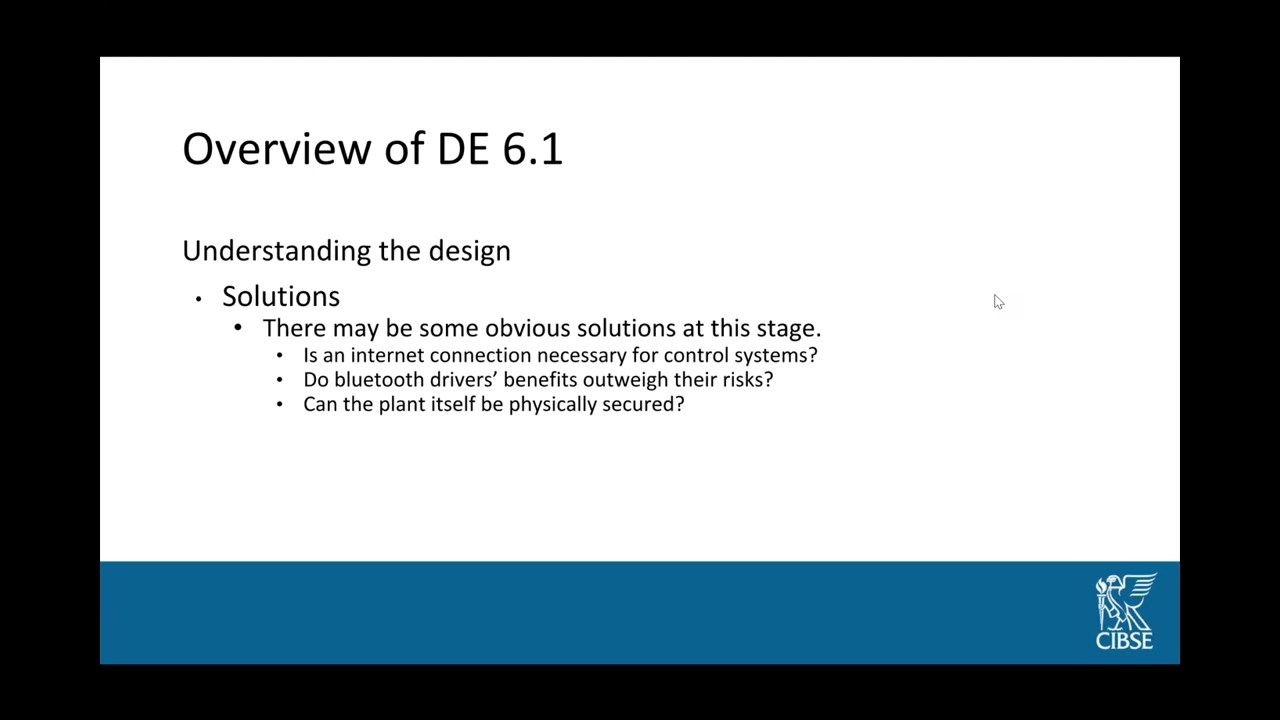 Overview of DE 6.1
Understanding the design
• Solutions
• There may be some obvious solutions at this stage.
• Is an internet connection necessary for control systems?
• Do bluetooth drivers’ benefits outweigh their risks?
• Can the plant itself be physically secured?
CIBSE